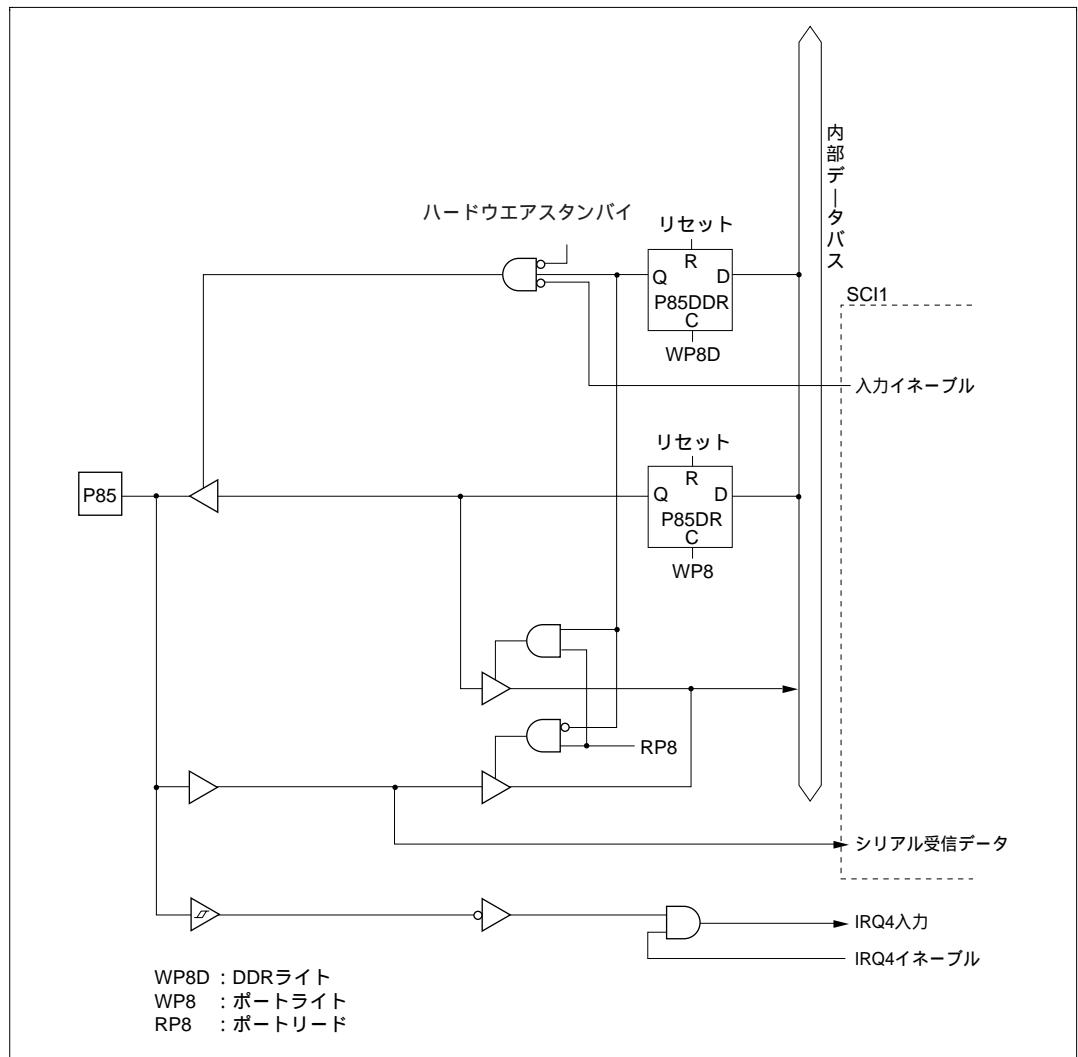 内部データバス
ハードウエアスタンバイ
リセット
R
Q
D
P85DDR
C
WP8D
SCI1
入力イネーブル
リセット
R
Q
D
P85DR
C
WP8
P85
RP8
シリアル受信データ
IRQ4入力
IRQ4イネーブル
WP8D : DDRライト
WP8 : ポートライト
RP8 : ポートリード